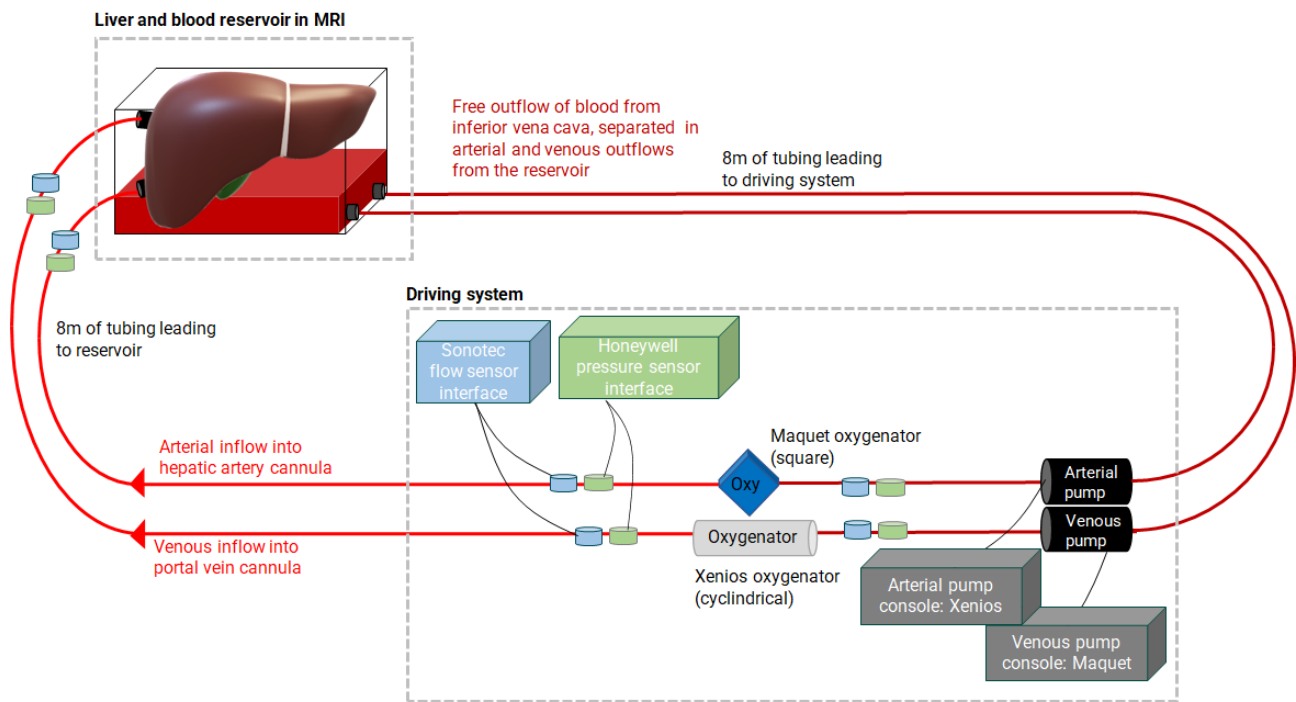 Liver and blood reservoir in MRI
Free outflow of blood from
inferior vena cava, separated in
arterial and venous outflows
from the reservoir
8m of tubing leading
to driving system
8m of tubing leading
to reservoir
Driving system
Sonotec
flow sensor
interface
Honeywell
pressure sensor
interface
Arterial inflow into
hepatic artery cannula
Maquet oxygenator
(square)
Oxy
Arterial
pump
Venous
pump
Oxygenator
Venous inflow into
portal vein cannula
Xenios oxygenator
(cylindrical)
Arterial pump
console: Xenios
Venous pump
console: Maquet